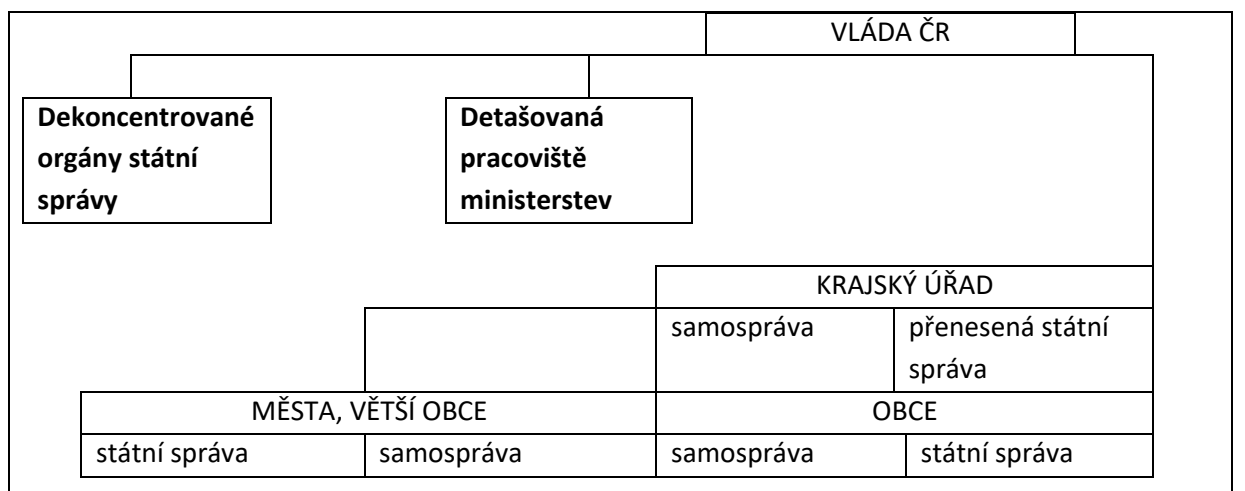 VLÁDA ČR
Dekoncentrované
orgány státní
správy
Detašovaná
pracoviště
ministerstev
KRAJSKÝ ÚŘAD
samospráva
přenesená státní
správa
MĚSTA, VĚTŠÍ OBCE
OBCE
státní správa
samospráva
samospráva
státní správa